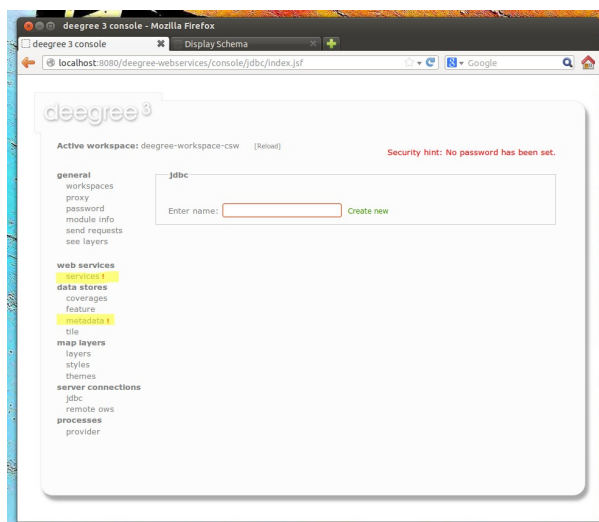 deegree 3 console - Mozilla Firefox
deegree 3 console Display Schema
localhost:8080/deegree-webservices/console/jdbc/index.jsf Google
deegree 3
Active workspace: deegree-workspace-csw [Reload]
Security hint: No password has been set.
general
workspaces
proxy
password
module info
send requests
see layers
web services
services !
data stores
coverages
feature
matadata !
tile
map layers
layers
styles
themes
server connections
jdbc
remote ows
processes
provider
jdbc
Enter name: Create new